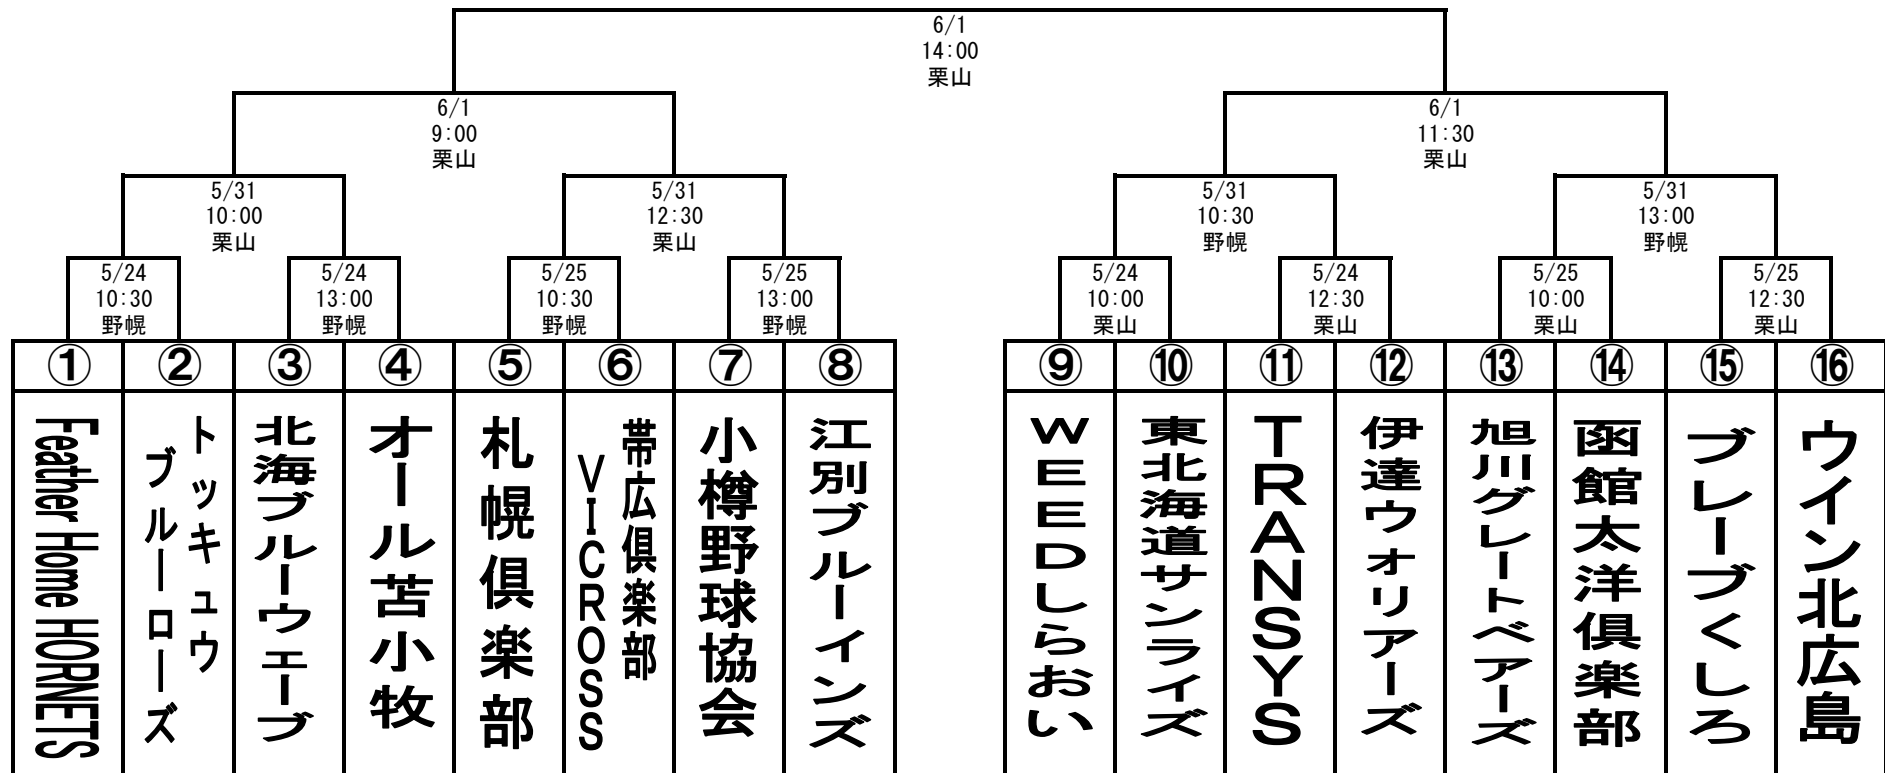 6/1
14:00
栗山
6/1
9:00
栗山
6/1
11:30
栗山
5/31
10:00
栗山
5/31
12:30
栗山
5/31
10:30
野幌
5/31
13:00
野幌
5/24
10:30
野幌
5/24
13:00
野幌
5/25
10:30
野幌
5/25
13:00
野幌
5/24
10:00
栗山
5/24
12:30
栗山
5/25
10:00
栗山
5/25
12:30
栗山
①
②
③
④
⑤
⑥
⑦
⑧
⑨
⑩
⑪
⑫
⑬
⑭
⑮
⑯
Feather Home HORNETS
トッキュウ
ブルーローズ
北海ブルーウェーブ
オール苫小牧
札幌倶楽部
帯広倶楽部
VICROSS
小樽野球協会
江別ブルーインズ
WEEDしらおい
東北海道サンライズ
TRANSYS
伊達ウォリアーズ
旭川グレートベアーズ
函館太洋倶楽部
ブレーブくしろ
ウイン北広島